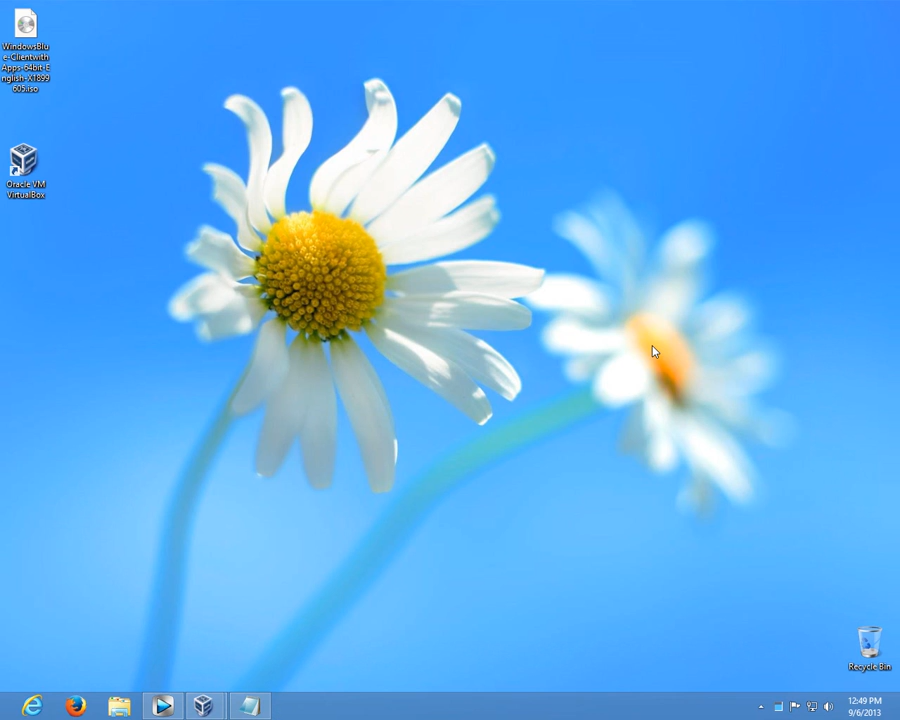 WindowsBlu
e-Clientwith
Apps-64bit-E
nglish-X1899
605.iso
Oracle VM
VirtualBox
Recycle Bin
12:49 PM
9/6/2013